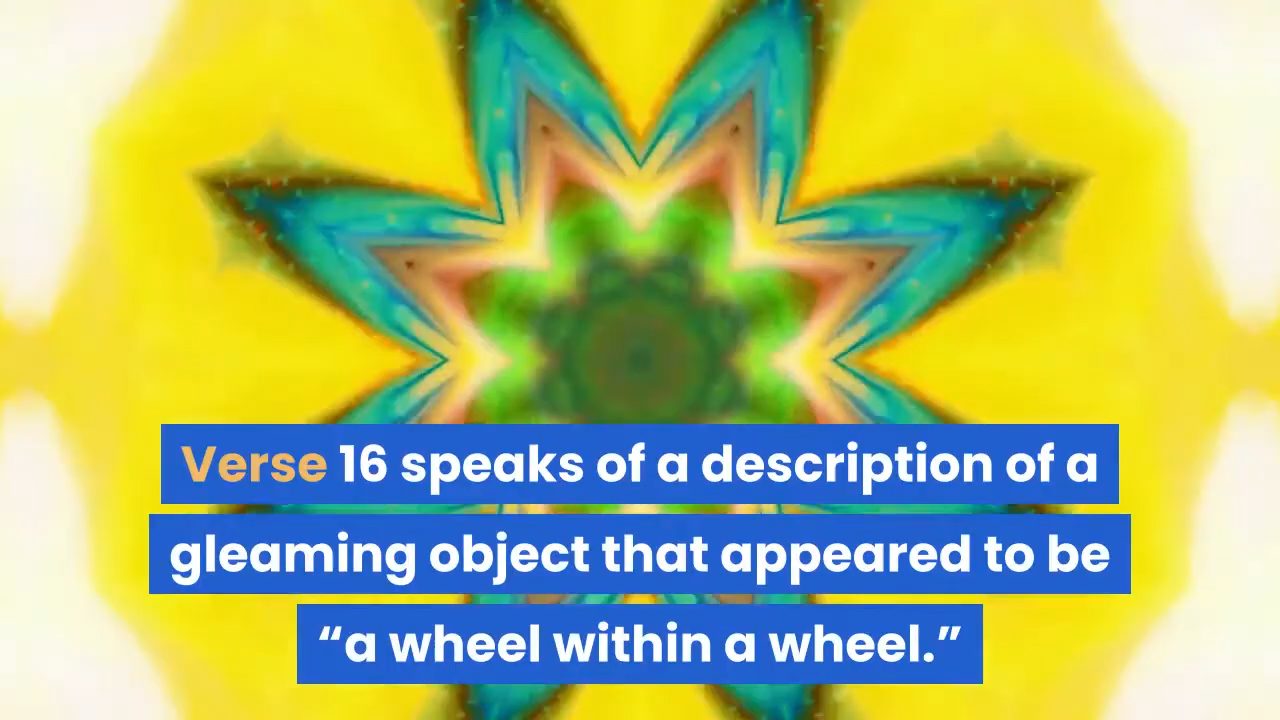 Verse 16 speaks of a description of a
gleaming object that appeared to be
“a wheel within a wheel.”